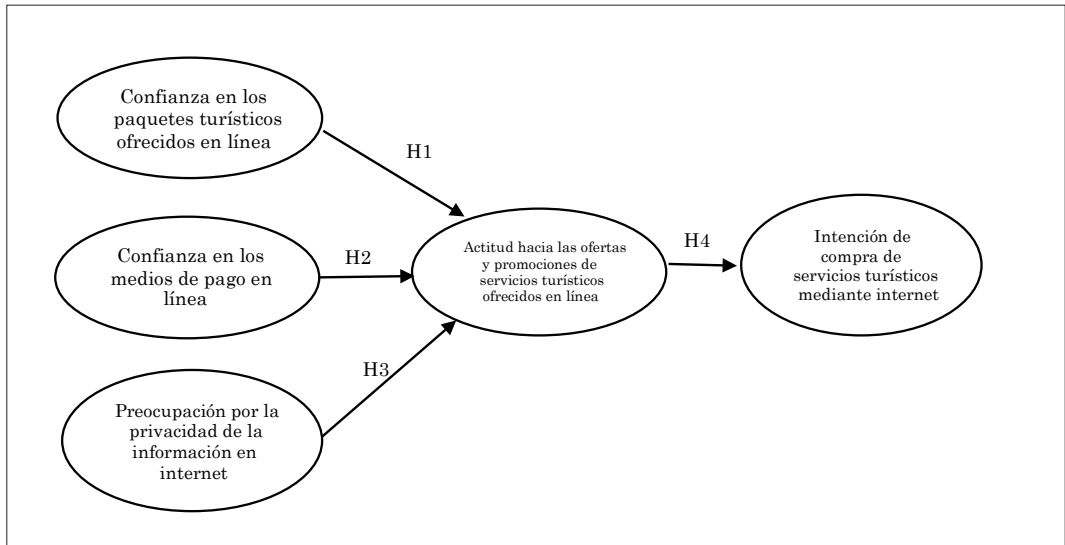 Confianza en los
paquetes turísticos
ofrecidos en línea
H1
Confianza en los
medios de pago en
línea
H2
Actitud hacia las ofertas
y promociones de
servicios turísticos
ofrecidos en línea
H4
Intención de
compra de
servicios turísticos
mediante internet
H3
Preocupación por la
privacidad de la
información en
internet